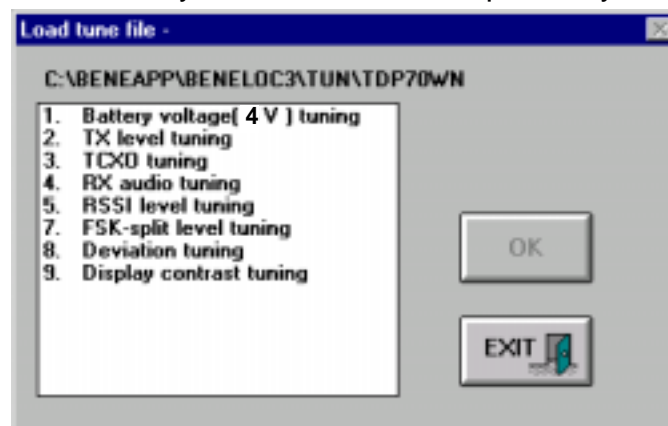 Load tune file -
C:\BENEAPP\BENELOC3\TUN\TDP70WN
1. Battery voltage( 4 V ) tuning
2. TX level tuning
3. TCXO tuning
4. RX audio tuning
5. RSSI level tuning
7. FSK-split level tuning
8. Deviation tuning
9. Display contrast tuning
OK
EXIT